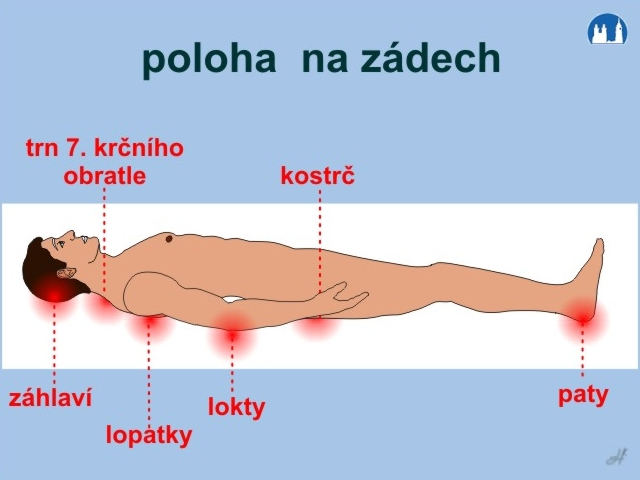 poloha na zádech
trn 7. krčního
obratle
kostrč
záhlaví
lopatky
lokty
paty